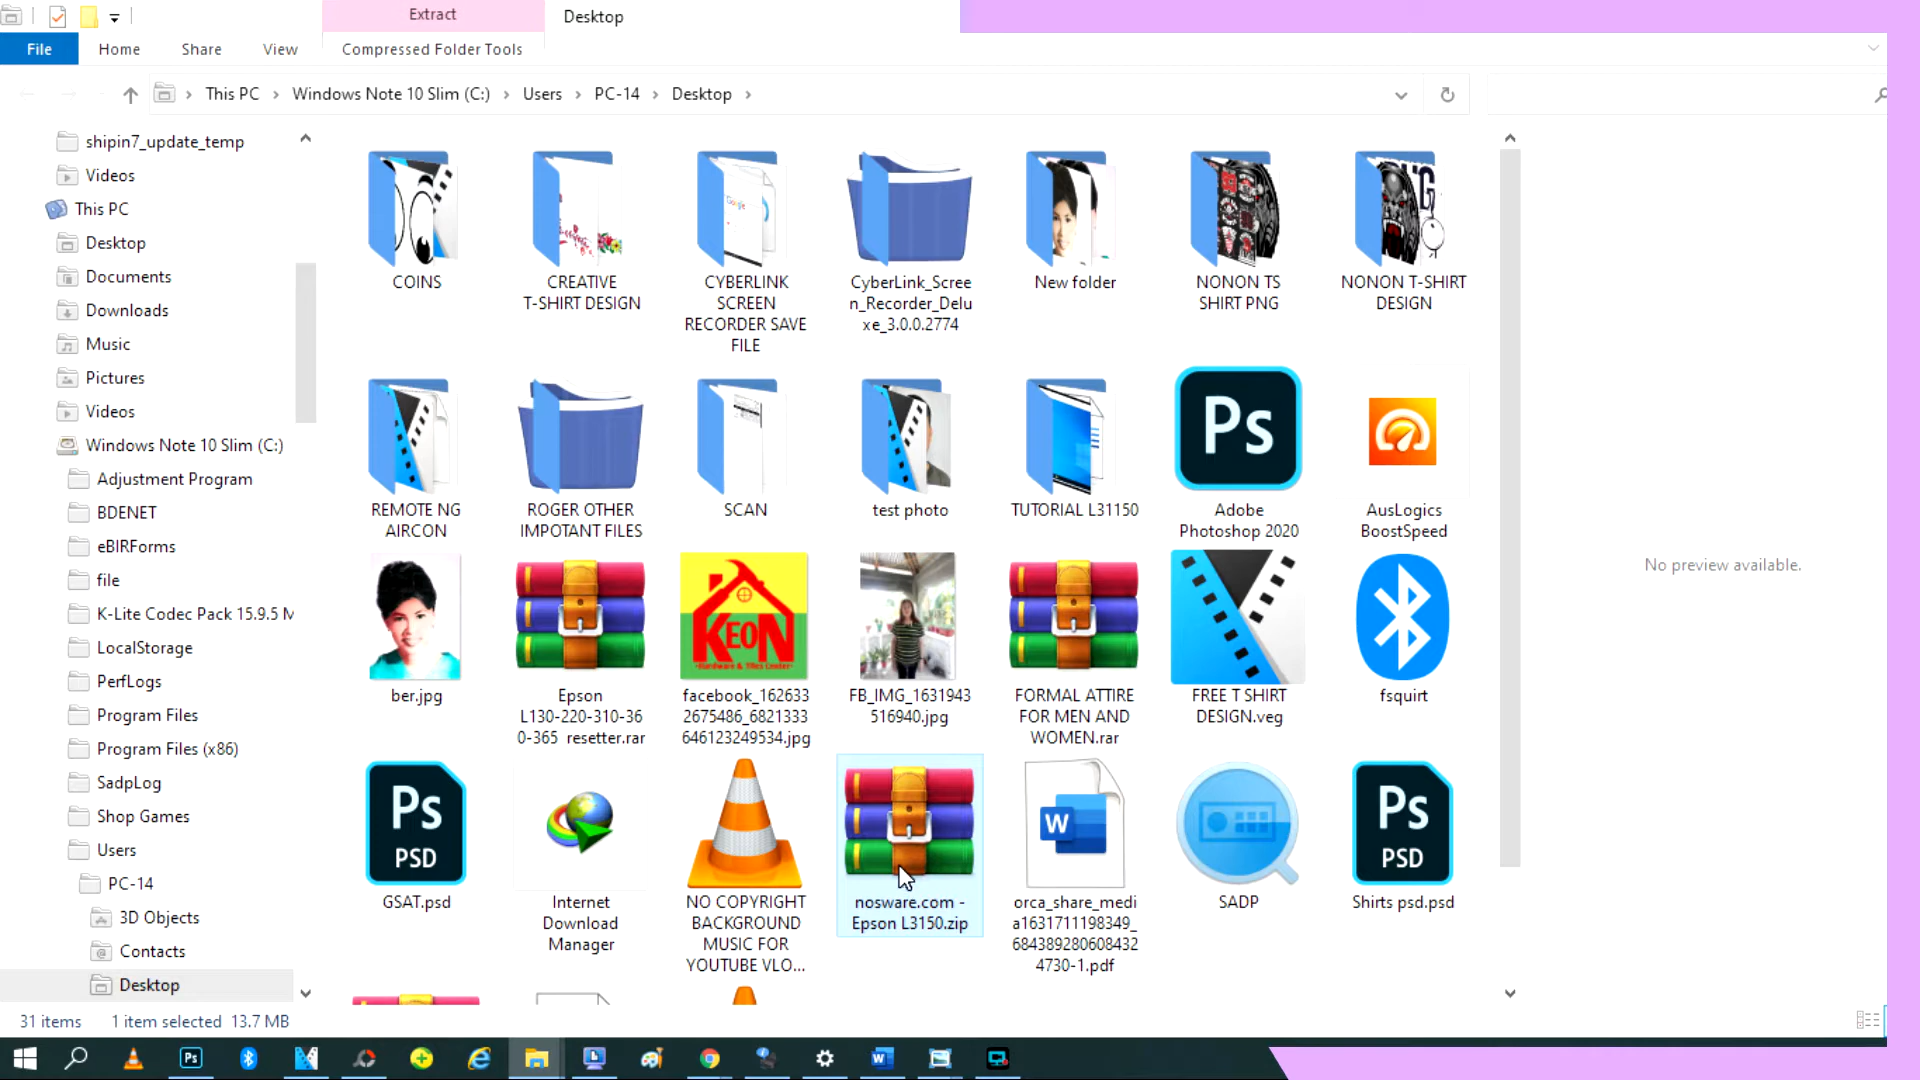 Extract
Desktop
File
Home
Share
View
Compressed Folder Tools
This PC
Windows Note 10 Slim (C:)
Users
PC-14
Desktop
shipin7_update_temp
Videos
This PC
Desktop
Documents
Downloads
Music
Pictures
Videos
Windows Note 10 Slim (C:)
Adjustment Program
BDENET
eBIRForms
file
K-Lite Codec Pack 15.9.5 M
LocalStorage
PerfLogs
Program Files
Program Files (x86)
SadpLog
Shop Games
Users
PC-14
3D Objects
Contacts
Desktop
COINS
CREATIVE
T-SHIRT DESIGN
Google
CYBERLINK
SCREEN
RECORDER SAVE
FILE
CyberLink_Scree
n_Recorder_Delu
xe_3.0.0.2774
New folder
NONON TS
SHIRT PNG
NONON T-SHIRT
DESIGN
REMOTE NG
AIRCON
ROGER OTHER
IMPOTANT FILES
SCAN
test photo
TUTORIAL L31150
Ps
Adobe
Photoshop 2020
AusLogics
BoostSpeed
ber.jpg
Epson
L130-220-310-36
0-365 resetter.rar
KEON
Hardware & Tiles Center
facebook_162633
2675486_6821333
646123249534.jpg
FB_IMG_1631943
516940.jpg
FORMAL ATTIRE
FOR MEN AND
WOMEN.rar
FREE T SHIRT
DESIGN.veg
fsquirt
Ps
PSD
GSAT.psd
Internet
Download
Manager
NO COPYRIGHT
BACKGROUND
MUSIC FOR
YOUTUBE VLO...
nosware.com -
Epson L3150.zip
W
orca_share_medi
a1631711198349_
684389280608432
4730-1.pdf
SADP
Ps
PSD
Shirts psd.psd
No preview available.
31 items
1 item selected 13.7 MB
Ps
W